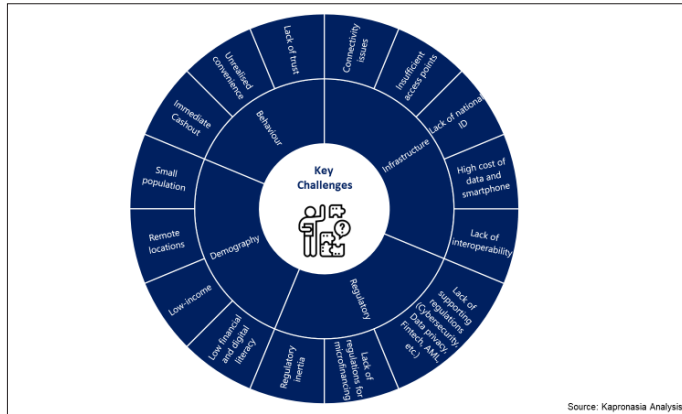 Key
Challenges
Infrastructure
Regulatory
Demography
Behaviour
Connectivity
issues
Insufficient
access points
Lack of national
ID
High cost of
data and
smartphone
Lack of
interoperability
Lack of
supporting
regulations
(Cybersecurity,
Data privacy,
Fintech, AML,
etc.)
Lack of
regulations for
microfinancing
Regulatory
inertia
Low financial
and digital
literacy
Low-income
Remote
locations
Small
population
Immediate
Cashout
Unrealised
convenience
Lack of trust
Source: Kapronasia Analysis